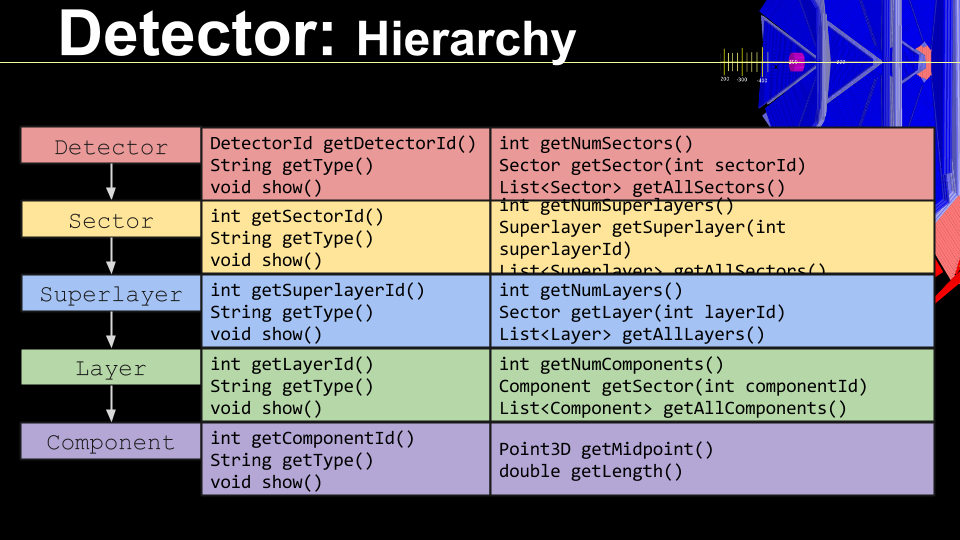 Detector: Hierarchy
200 -300 -400
Detector
DetectorId getDetectorId()
String getType()
void show()
int getNumSectors()
Sector getSector(int sectorId)
List<Sector> getAllSectors()
Sector
int getSectorId()
String getType()
void show()
int getNumSuperlayers()
Superlayer getSuperlayer(int
superlayerId)
List<Superlayer> getAllSectors()
Superlayer
int getSuperlayerId()
String getType()
void show()
int getNumLayers()
Sector getLayer(int layerId)
List<Layer> getAllLayers()
Layer
int getLayerId()
String getType()
void show()
int getNumComponents()
Component getSector(int componentId)
List<Component> getAllComponents()
Component
int getComponentId()
String getType()
void show()
Point3D getMidpoint()
double getLength()